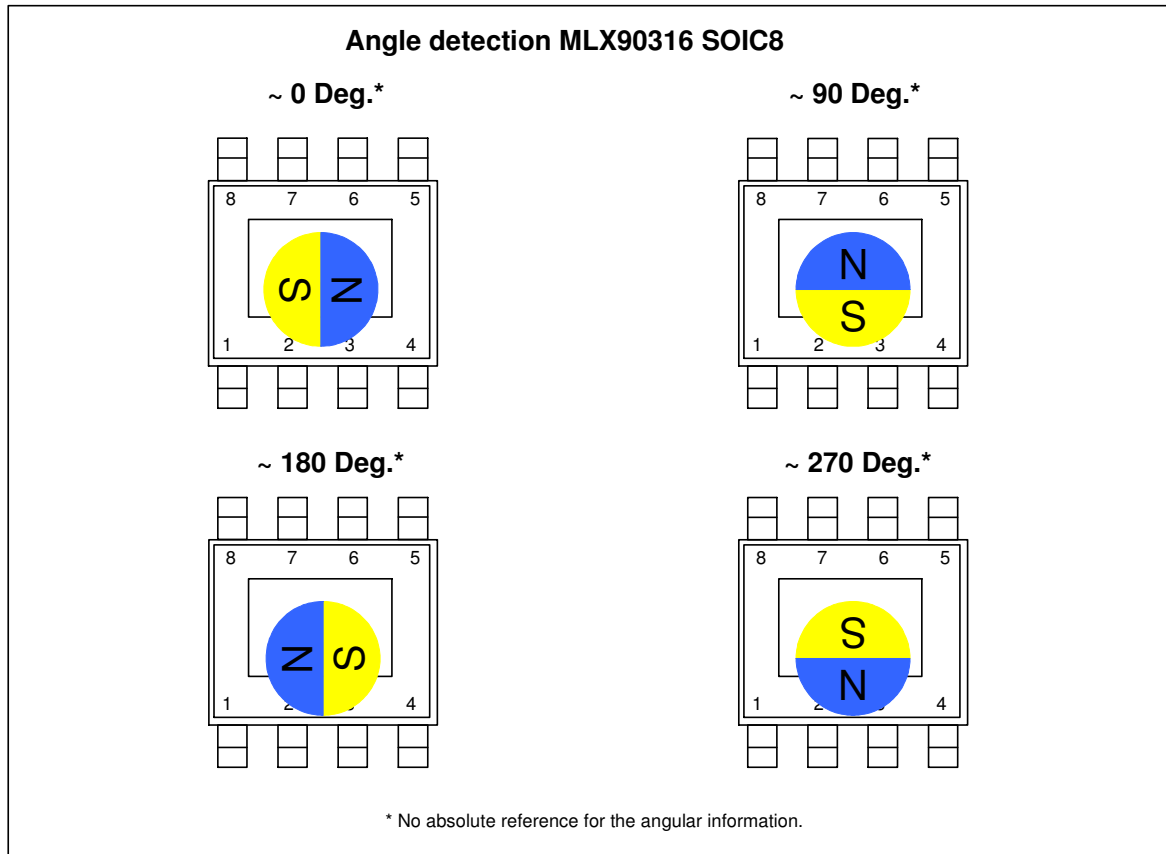 Angle detection MLX90316 SOIC8
~ 0 Deg.*
~ 90 Deg.*
8 7 6 5
8 7 6 5
S N
N
S
1 2 3 4
1 2 3 4
~ 180 Deg.*
~ 270 Deg.*
8 7 6 5
8 7 6 5
N S
S
N
1 2 4
1 2 4
* No absolute reference for the angular information.